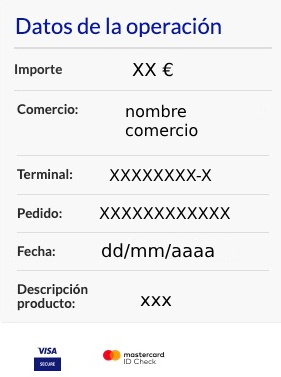 Datos de la operación
Importe XX €
Comercio: nombre
comercio
Terminal: XXXXXXXX-X
Pedido: XXXXXXXXXXXX
Fecha: dd/mm/aaaa
Descripción
producto: xxx
VISA
SECURE
mastercard
ID Check